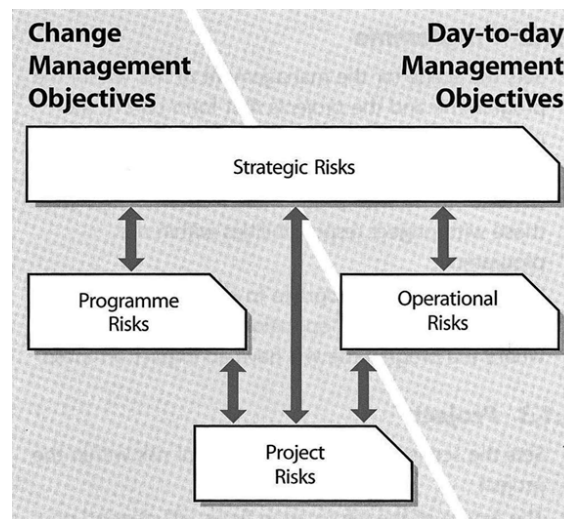 Change
Management
Objectives
Day-to-day
Management
Objectives
Strategic Risks
Programme
Risks
Operational
Risks
Project
Risks